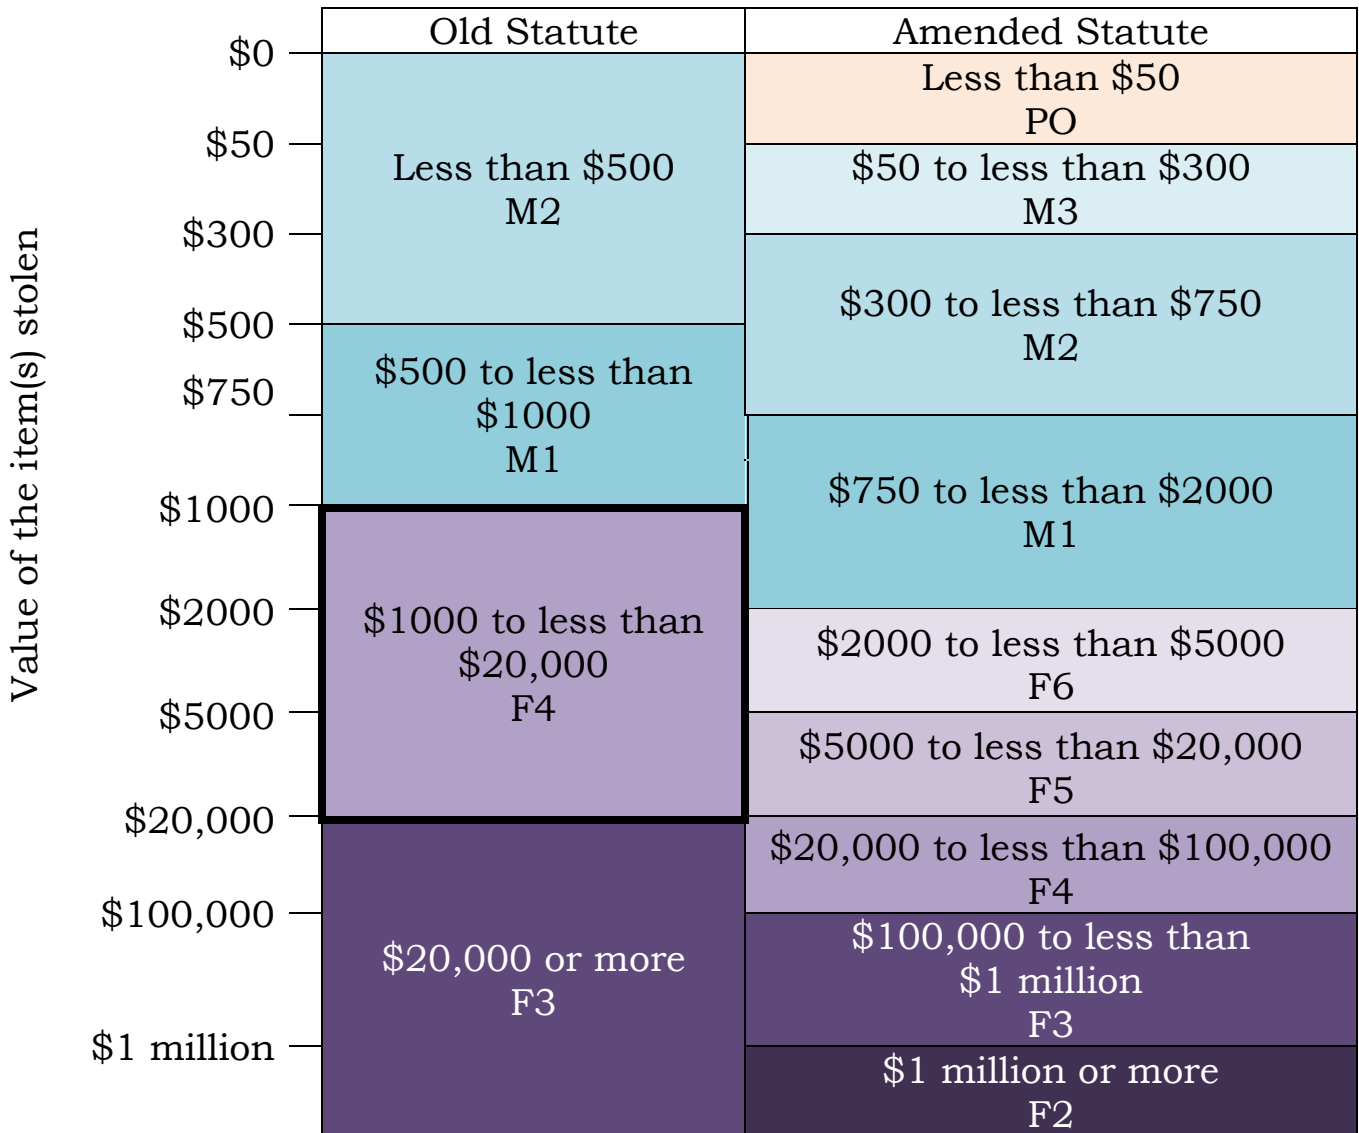 Old Statute
Amended Statute
Value of the item(s) stolen
$0
$50
$300
$500
$750
$1000
$2000
$5000
$20,000
$100,000
$1 million
Less than $500
M2
$500 to less than
$1000
M1
$1000 to less than
$20,000
F4
$20,000 or more
F3
Less than $50
PO
$50 to less than $300
M3
$300 to less than $750
M2
$750 to less than $2000
M1
$2000 to less than $5000
F6
$5000 to less than $20,000
F5
$20,000 to less than $100,000
F4
$100,000 to less than
$1 million
F3
$1 million or more
F2